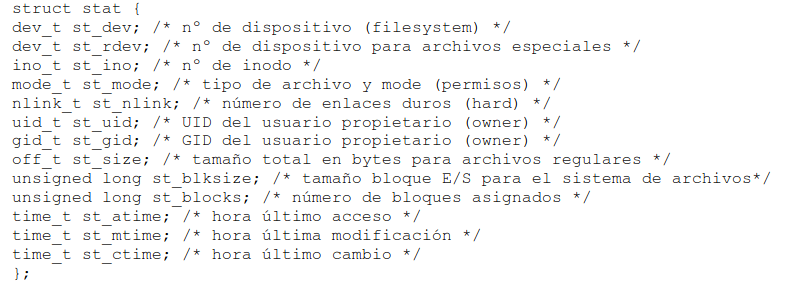 struct stat {
dev_t st_dev; /* nº de dispositivo (filesystem) */
dev_t st_rdev; /* nº de dispositivo para archivos especiales */
ino_t st_ino; /* nº de inodo */
mode_t st_mode; /* tipo de archivo y mode (permisos) */
nlink_t st_nlink; /* número de enlaces duros (hard) */
uid_t st_uid; /* UID del usuario propietario (owner) */
gid_t st_gid; /* GID del usuario propietario (owner) */
off_t st_size; /* tamaño total en bytes para archivos regulares */
unsigned long st_blksize; /* tamaño bloque E/S para el sistema de archivos*/
unsigned long st_blocks; /* número de bloques asignados */
time_t st_atime; /* hora último acceso */
time_t st_mtime; /* hora última modificación */
time_t st_ctime; /* hora último cambio */
};